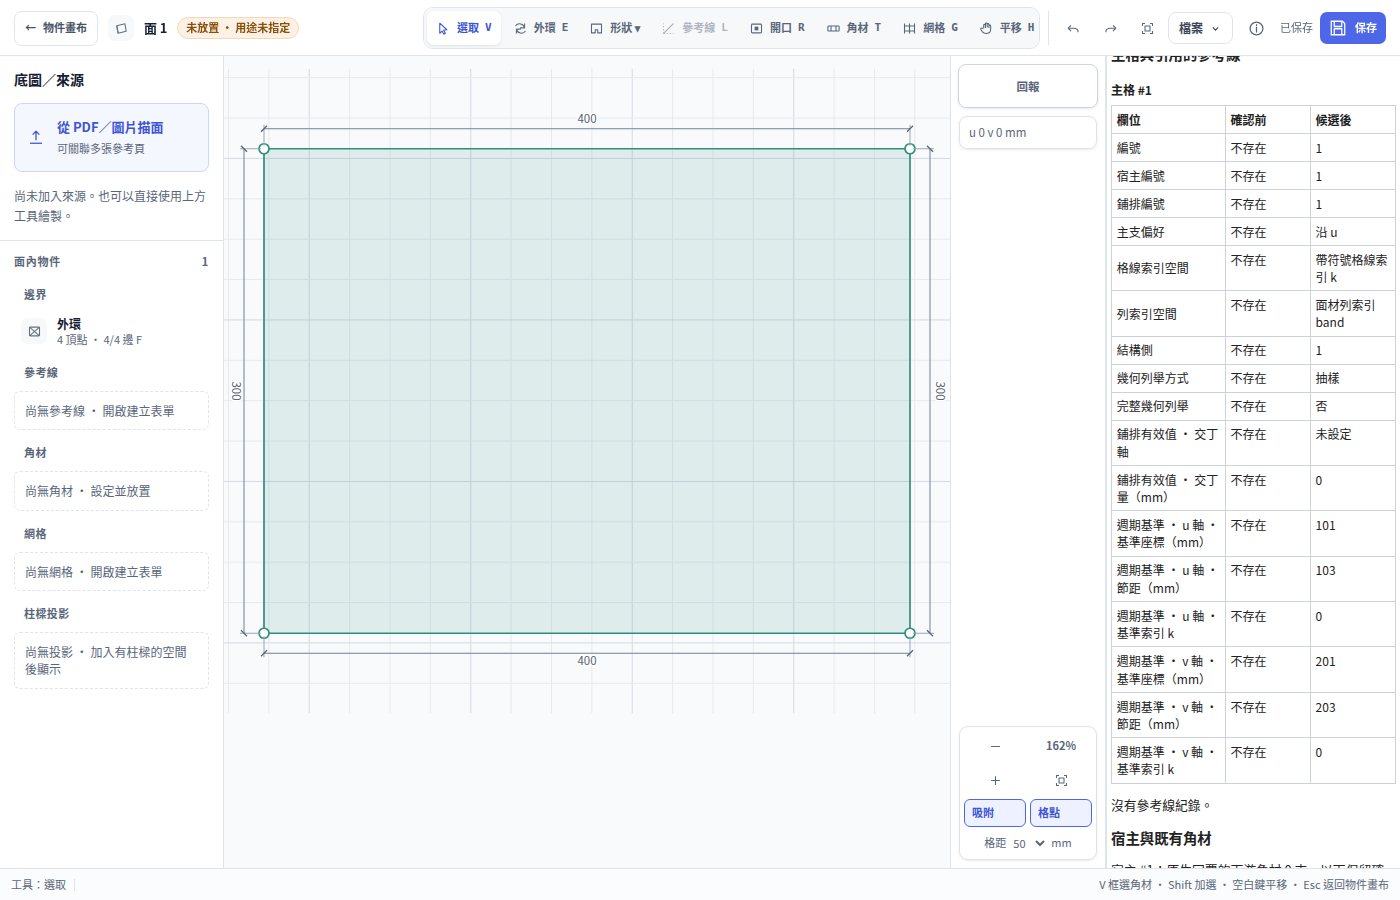 物件畫布
面 1
未放置・用途未指定
選取 V
外環 E
形狀▾
參考線 L
開口 R
角材 T
網格 G
平移 H
檔案
已保存
保存
底圖／來源
從 PDF／圖片描面
可關聯多張參考頁
尚未加入來源。也可以直接使用上方
工具繪製。
面內物件 1
邊界
外環
4 頂點・4/4 邊 F
參考線
尚無參考線・開啟建立表單
角材
尚無角材・設定並放置
網格
尚無網格・開啟建立表單
柱樑投影
尚無投影・加入有柱樑的空間
後顯示
400
300
300
400
回報
u 0 v 0 mm
162%
吸附
格點
格距 50 mm
主格與引用的參考線
主格 #1
欄位 確認前 候選後
編號 不存在 1
宿主編號 不存在 1
鋪排編號 不存在 1
主支偏好 不存在 沿 u
格線索引空間 不存在 帶符號格線索
引 k
列索引空間 不存在 面材列索引
band
結構側 不存在 1
幾何列舉方式 不存在 抽樣
完整幾何列舉 不存在 否
鋪排有效值・交丁 不存在 未設定
軸
鋪排有效值・交丁 不存在 0
量（mm）
週期基準・u 軸・ 不存在 101
基準座標（mm）
週期基準・u 軸・ 不存在 103
節距（mm）
週期基準・u 軸・ 不存在 0
基準索引 k
週期基準・v 軸・ 不存在 201
基準座標（mm）
週期基準・v 軸・ 不存在 203
節距（mm）
週期基準・v 軸・ 不存在 0
基準索引 k
沒有參考線紀錄。
宿主與既有角材
工具：選取
V 框選角材・Shift 加選・空白鍵平移・Esc 返回物件畫布